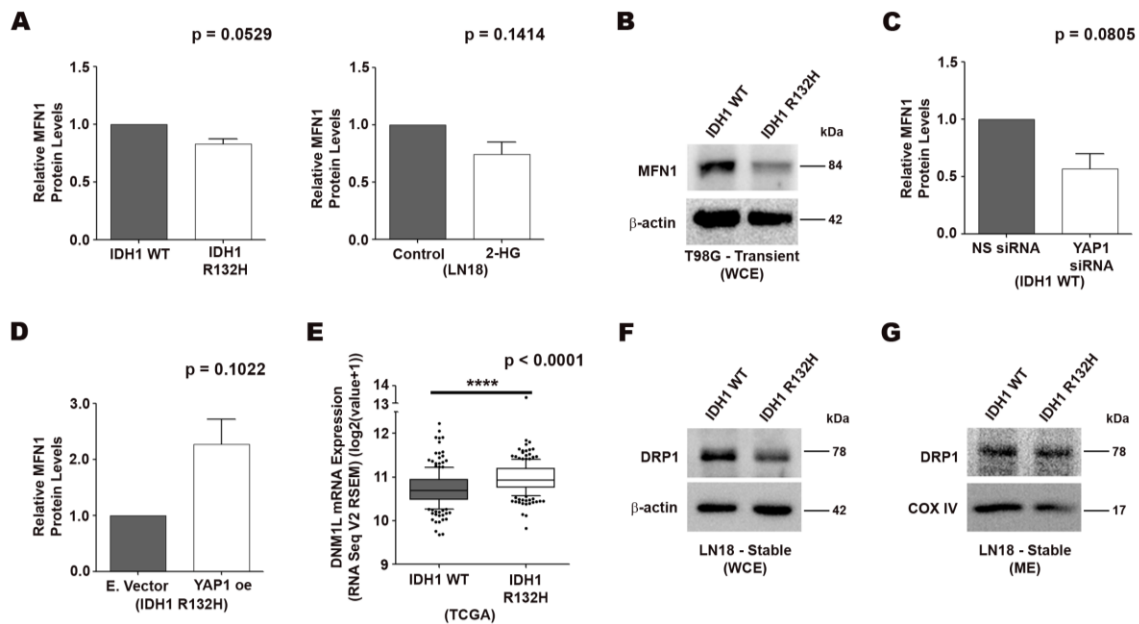 A
p = 0.0529
Relative MFN1
Protein Levels
1.5
1.0
0.5
0.0
IDH1 WT
IDH1
R132H
p = 0.1414
Relative MFN1
Protein Levels
1.5
1.0
0.5
0.0
Control
2-HG
(LN18)
B
IDH1 WT
IDH1 R132H
kDa
MFN1
84
β-actin
42
T98G - Transient
(WCE)
C
p = 0.0805
Relative MFN1
Protein Levels
1.5
1.0
0.5
0.0
NS siRNA
YAP1
siRNA
(IDH1 WT)
D
p = 0.1022
Relative MFN1
Protein Levels
3.0
2.0
1.0
0.0
E. Vector
YAP1 oe
(IDH1 R132H)
E
p < 0.0001
****
DNM1L mRNA Expression
(RNA Seq V2 RSEM) (log2(value+1))
14
13
12
11
10
9
IDH1 WT
IDH1
R132H
(TCGA)
F
IDH1 WT
IDH1 R132H
kDa
DRP1
78
β-actin
42
LN18 - Stable
(WCE)
G
IDH1 WT
IDH1 R132H
kDa
DRP1
78
COX IV
17
LN18 - Stable
(ME)